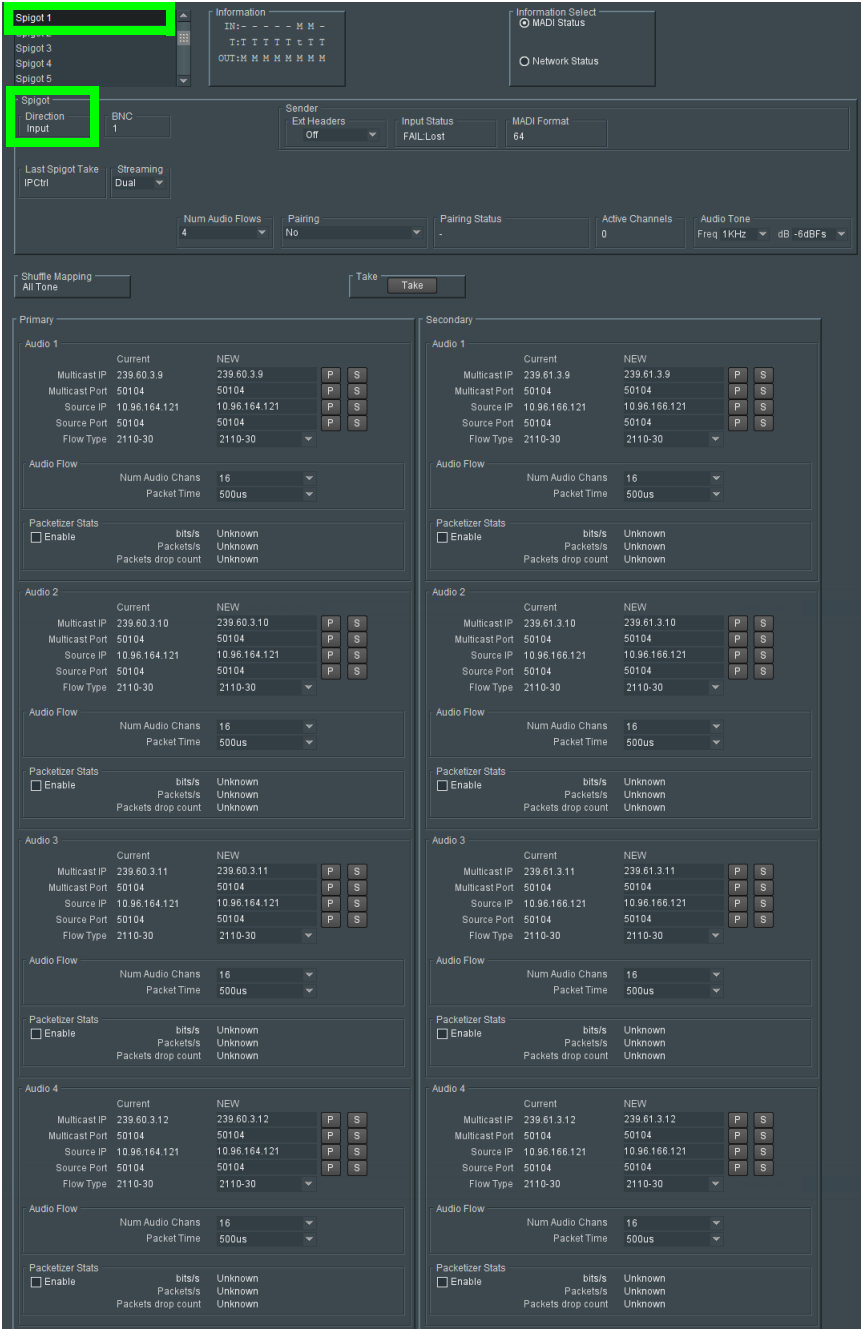 Spigot 1
Spigot 3
Spigot 4
Spigot 5
Information
IN:- - - - - M M -
T:T T T T T t T T
OUT:M M M M M M M M
Information Select
MADI Status
Network Status
Spigot
Direction
Input
BNC
1
Sender
Ext Headers
Off
Input Status
FAIL:Lost
MADI Format
64
Last Spigot Take
IPCtrl
Streaming
Dual
Num Audio Flows
4
Pairing
No
Pairing Status
-
Active Channels
0
Audio Tone
Freq 1KHz dB -6dBFs
Shuffle Mapping
All Tone
Take
Take
Primary
Audio 1
Current NEW
Multicast IP 239.60.3.9 239.60.3.9 P S
Multicast Port 50104 50104 P S
Source IP 10.96.164.121 10.96.164.121 P S
Source Port 50104 50104 P S
Flow Type 2110-30 2110-30
Audio Flow
Num Audio Chans 16
Packet Time 500us
Packetizer Stats
Enable
bits/s Unknown
Packets/s Unknown
Packets drop count Unknown
Audio 2
Current NEW
Multicast IP 239.60.3.10 239.60.3.10 P S
Multicast Port 50104 50104 P S
Source IP 10.96.164.121 10.96.164.121 P S
Source Port 50104 50104 P S
Flow Type 2110-30 2110-30
Audio Flow
Num Audio Chans 16
Packet Time 500us
Packetizer Stats
Enable
bits/s Unknown
Packets/s Unknown
Packets drop count Unknown
Audio 3
Current NEW
Multicast IP 239.60.3.11 239.60.3.11 P S
Multicast Port 50104 50104 P S
Source IP 10.96.164.121 10.96.164.121 P S
Source Port 50104 50104 P S
Flow Type 2110-30 2110-30
Audio Flow
Num Audio Chans 16
Packet Time 500us
Packetizer Stats
Enable
bits/s Unknown
Packets/s Unknown
Packets drop count Unknown
Audio 4
Current NEW
Multicast IP 239.60.3.12 239.60.3.12 P S
Multicast Port 50104 50104 P S
Source IP 10.96.164.121 10.96.164.121 P S
Source Port 50104 50104 P S
Flow Type 2110-30 2110-30
Audio Flow
Num Audio Chans 16
Packet Time 500us
Packetizer Stats
Enable
bits/s Unknown
Packets/s Unknown
Packets drop count Unknown
Secondary
Audio 1
Current NEW
Multicast IP 239.61.3.9 239.61.3.9 P S
Multicast Port 50104 50104 P S
Source IP 10.96.166.121 10.96.166.121 P S
Source Port 50104 50104 P S
Flow Type 2110-30 2110-30
Audio Flow
Num Audio Chans 16
Packet Time 500us
Packetizer Stats
Enable
bits/s Unknown
Packets/s Unknown
Packets drop count Unknown
Audio 2
Current NEW
Multicast IP 239.61.3.10 239.61.3.10 P S
Multicast Port 50104 50104 P S
Source IP 10.96.166.121 10.96.166.121 P S
Source Port 50104 50104 P S
Flow Type 2110-30 2110-30
Audio Flow
Num Audio Chans 16
Packet Time 500us
Packetizer Stats
Enable
bits/s Unknown
Packets/s Unknown
Packets drop count Unknown
Audio 3
Current NEW
Multicast IP 239.61.3.11 239.61.3.11 P S
Multicast Port 50104 50104 P S
Source IP 10.96.166.121 10.96.166.121 P S
Source Port 50104 50104 P S
Flow Type 2110-30 2110-30
Audio Flow
Num Audio Chans 16
Packet Time 500us
Packetizer Stats
Enable
bits/s Unknown
Packets/s Unknown
Packets drop count Unknown
Audio 4
Current NEW
Multicast IP 239.61.3.12 239.61.3.12 P S
Multicast Port 50104 50104 P S
Source IP 10.96.166.121 10.96.166.121 P S
Source Port 50104 50104 P S
Flow Type 2110-30 2110-30
Audio Flow
Num Audio Chans 16
Packet Time 500us
Packetizer Stats
Enable
bits/s Unknown
Packets/s Unknown
Packets drop count Unknown